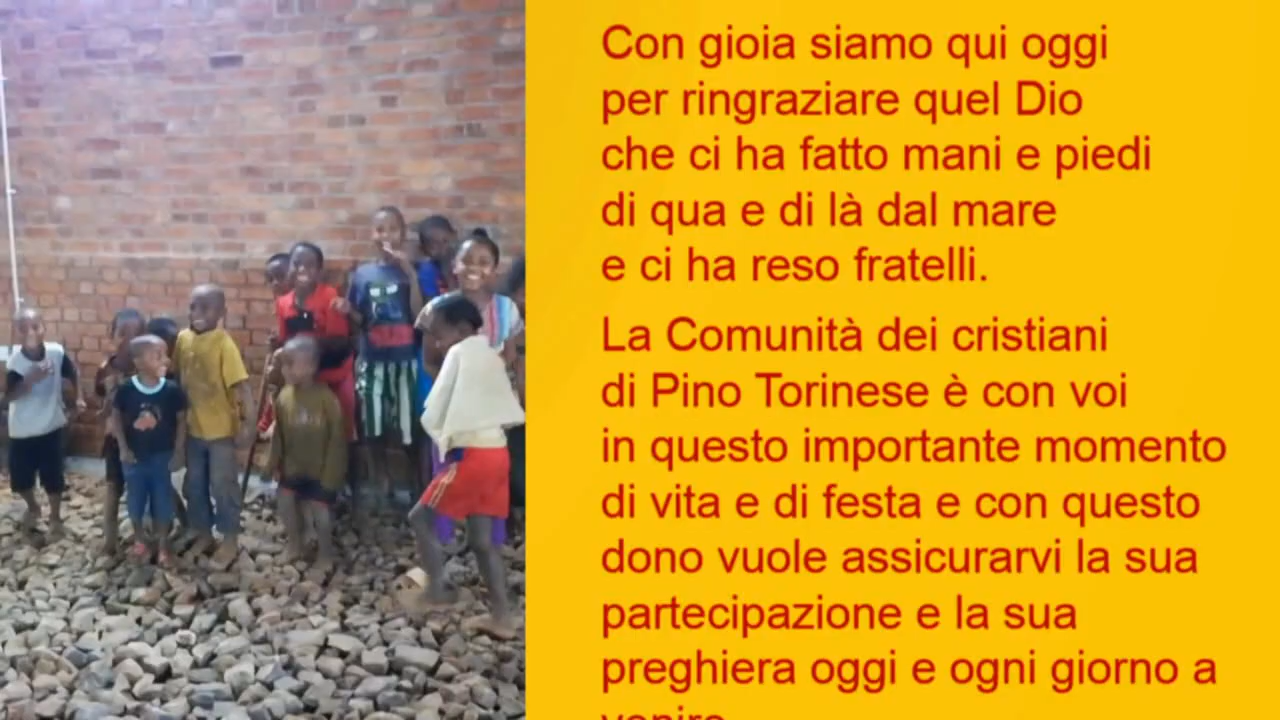 Con gioia siamo qui oggi
per ringraziare quel Dio
che ci ha fatto mani e piedi
di qua e di là dal mare
e ci ha reso fratelli.
La Comunità dei cristiani
di Pino Torinese è con voi
in questo importante momento
di vita e di festa e con questo
dono vuole assicurarvi la sua
partecipazione e la sua
preghiera oggi e ogni giorno a